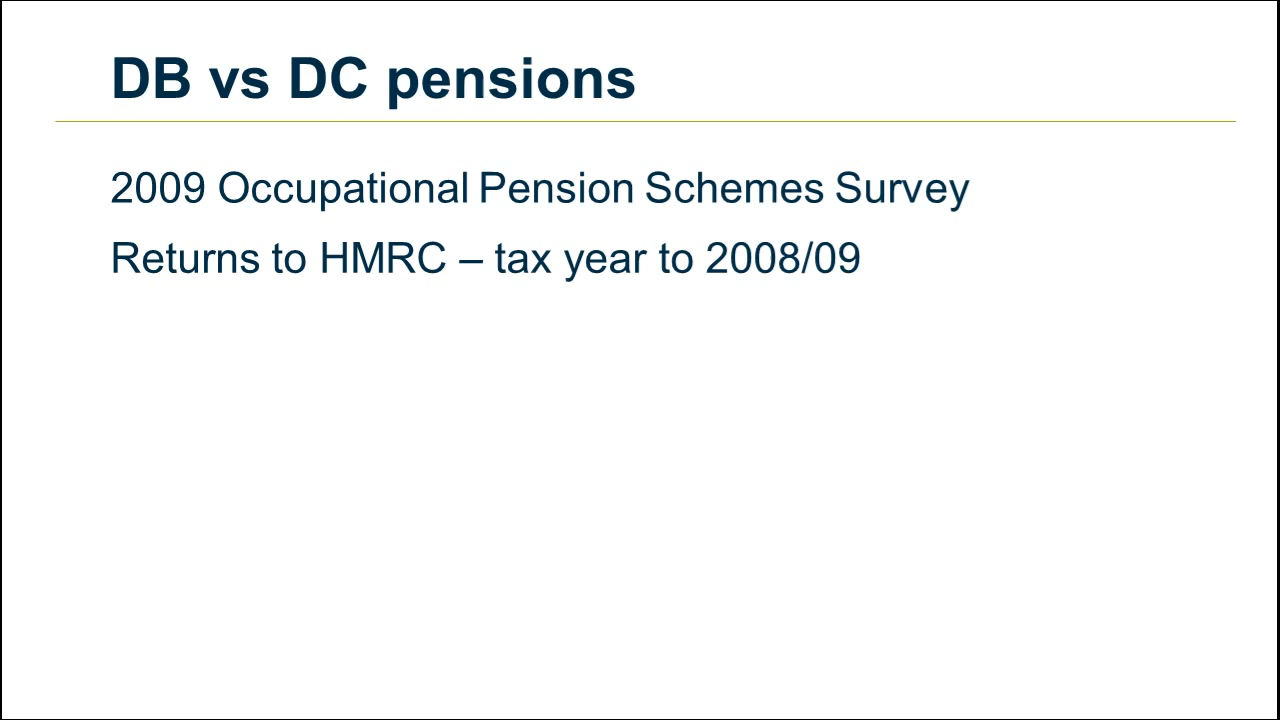 DB vs DC pensions
2009 Occupational Pension Schemes Survey
Returns to HMRC – tax year to 2008/09